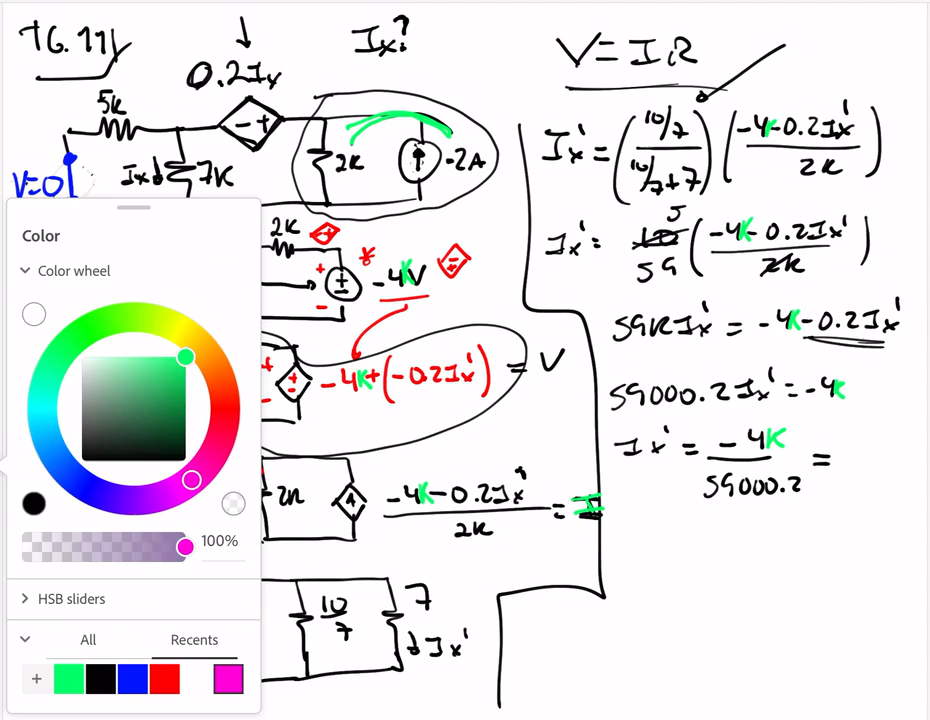 +6.11V
0.2Ix
Ix?
V = IR
5k
- +
Ix
7K
2K
-2A
V=0
Ix' = (10/7 / 10/7+7) (-4K-0.2Ix' / 2K)
Color
Color wheel
2K
- +
+
-
±
*
-4KV
Ix' = 5 / 59 (-4K-0.2Ix' / 2K)
59KIx' = -4K-0.2Ix'
+
-
-4K+(-0.2Ix') = V
59000.2Ix' = -4K
Ix' = -4K / 59000.2 =
2K
-4K-0.2Ix' / 2K = I
100%
HSB sliders
All
Recents
+
10/7
7
Ix'